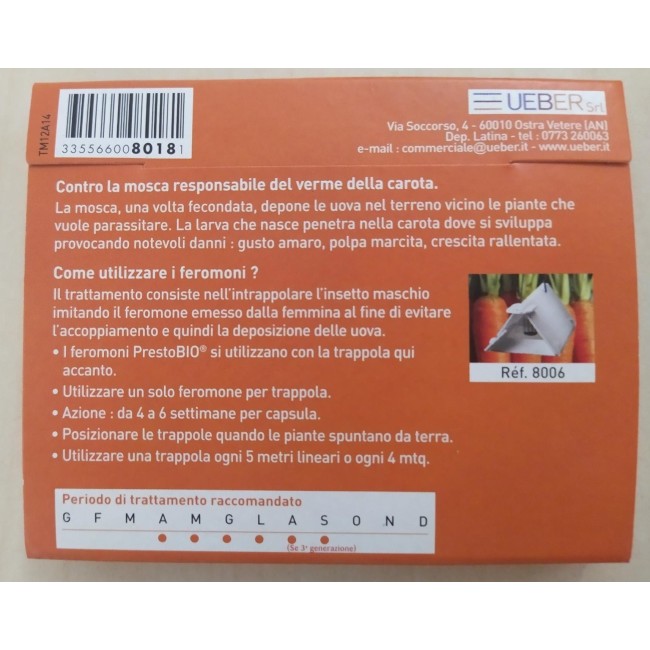 TM12A14
3355660080181
UEBER Srl
Via Soccorso, 4 - 60010 Ostra Vetere (AN)
Dep. Latina - tel : 0773 260063
e-mail : commerciale@ueber.it - www.ueber.it
Contro la mosca responsabile del verme della carota.
La mosca, una volta fecondata, depone le uova nel terreno vicino le piante che
vuole parassitare. La larva che nasce penetra nella carota dove si sviluppa
provocando notevoli danni : gusto amaro, polpa marcita, crescita rallentata.
Come utilizzare i feromoni ?
Il trattamento consiste nell'intrappolare l'insetto maschio
imitando il feromone emesso dalla femmina al fine di evitare
l'accoppiamento e quindi la deposizione delle uova.
• I feromoni PrestoBIO® si utilizzano con la trappola qui
accanto.
• Utilizzare un solo feromone per trappola.
• Azione : da 4 a 6 settimane per capsula.
• Posizionare le trappole quando le piante spuntano da terra.
• Utilizzare una trappola ogni 5 metri lineari o ogni 4 mtq.
Réf. 8006
Periodo di trattamento raccomandato
G F M A M G L A S O N D
(Se 3ª generazione)